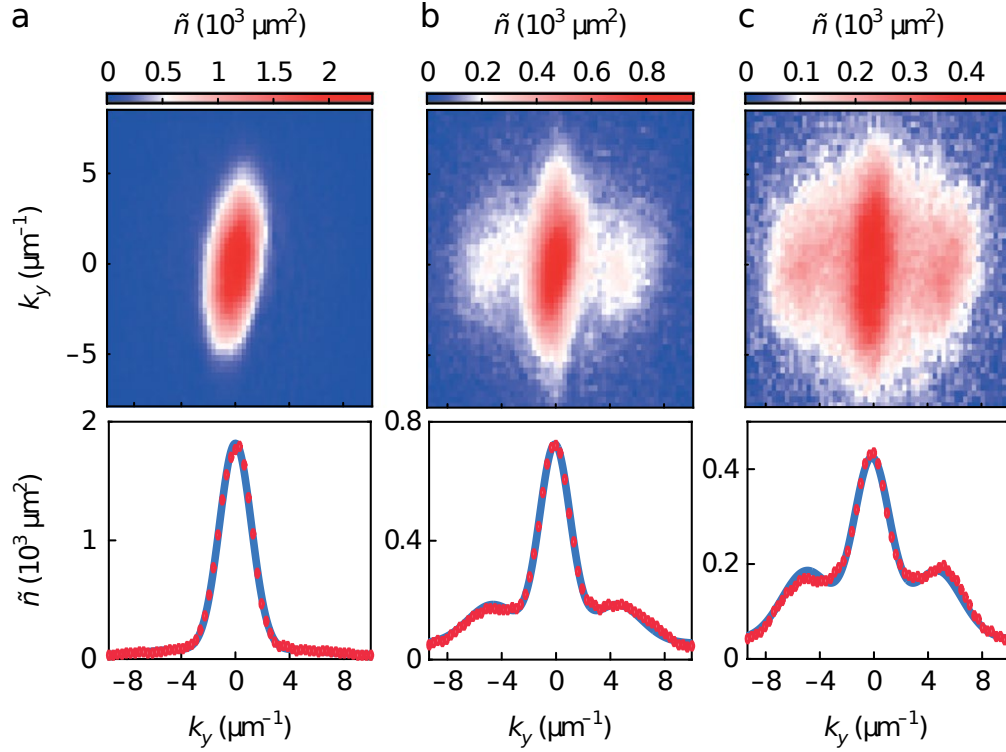 a b c
ñ (10³ µm²) ñ (10³ µm²) ñ (10³ µm²)
0 0.5 1 1.5 2 0 0.2 0.4 0.6 0.8 0 0.1 0.2 0.3 0.4
5
0
−5
k_y (µm⁻¹)
2 0.8
1 0.4 0.4
0.2
0 0 0
ñ (10³ µm²)
−8 −4 0 4 8 −8 −4 0 4 8 −8 −4 0 4 8
k_y (µm⁻¹) k_y (µm⁻¹) k_y (µm⁻¹)